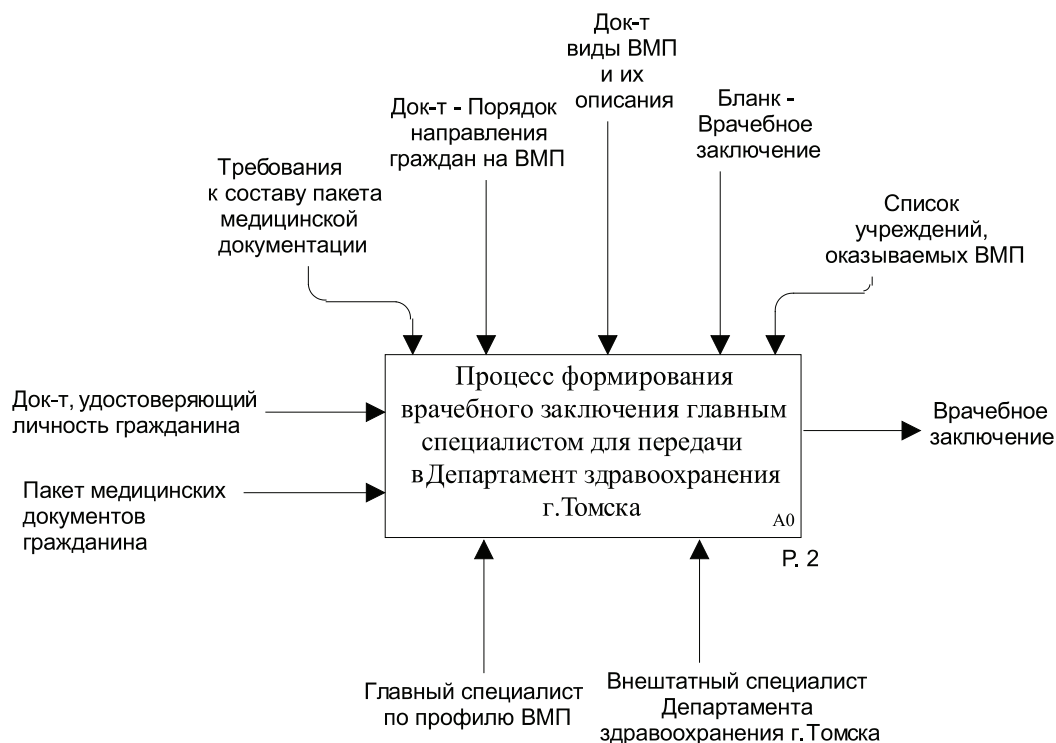 Док-т
виды ВМП
и их
описания
Док-т - Порядок
направления
граждан на ВМП
Бланк -
Врачебное
заключение
Требования
к составу пакета
медицинской
документации
Список
учреждений,
оказываемых ВМП
Док-т, удостоверяющий
личность гражданина
Пакет медицинских
документов
гражданина
Процесс формирования
врачебного заключения главным
специалистом для передачи
в Департамент здравоохранения
г.Томска
A0
P. 2
Врачебное
заключение
Главный специалист
по профилю ВМП
Внештатный специалист
Департамента
здравоохранения г.Томска